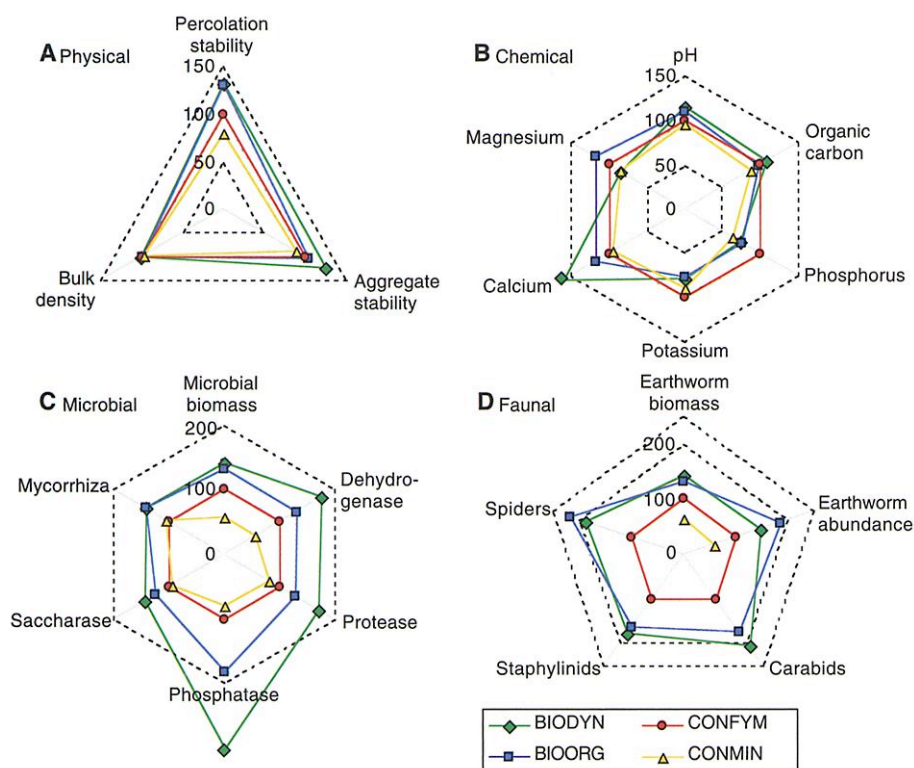 A Physical
Percolation
stability
150
100
50
0
Bulk
density
Aggregate
stability
B Chemical
pH
150
100
50
0
Magnesium
Organic
carbon
Calcium
Phosphorus
Potassium
C Microbial
Microbial
biomass
200
100
0
Mycorrhiza
Dehydro-
genase
Saccharase
Protease
Phosphatase
D Faunal
Earthworm
biomass
200
100
0
Spiders
Earthworm
abundance
Staphylinids
Carabids
BIODYN
CONFYM
BIOORG
CONMIN